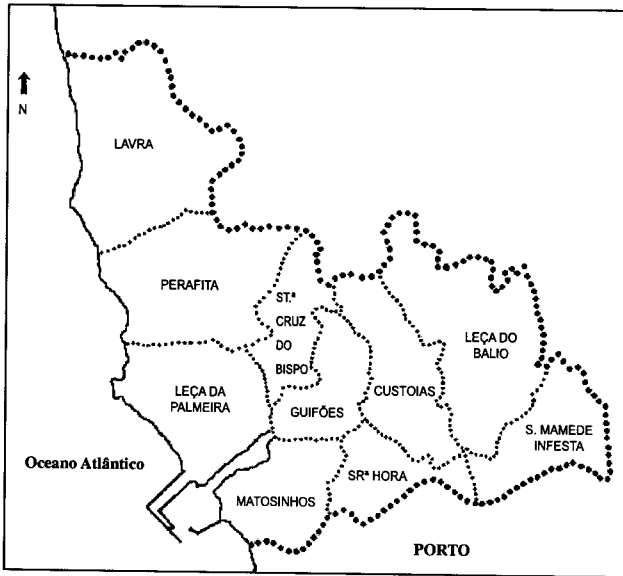 N
LAVRA
PERAFITA
ST.ª
CRUZ
DO
BISPO
LEÇA DO
BALIO
LEÇA DA
PALMEIRA
GUIFÕES
CUSTOIAS
S. MAMEDE
INFESTA
Oceano Atlântico
SRª HORA
MATOSINHOS
PORTO